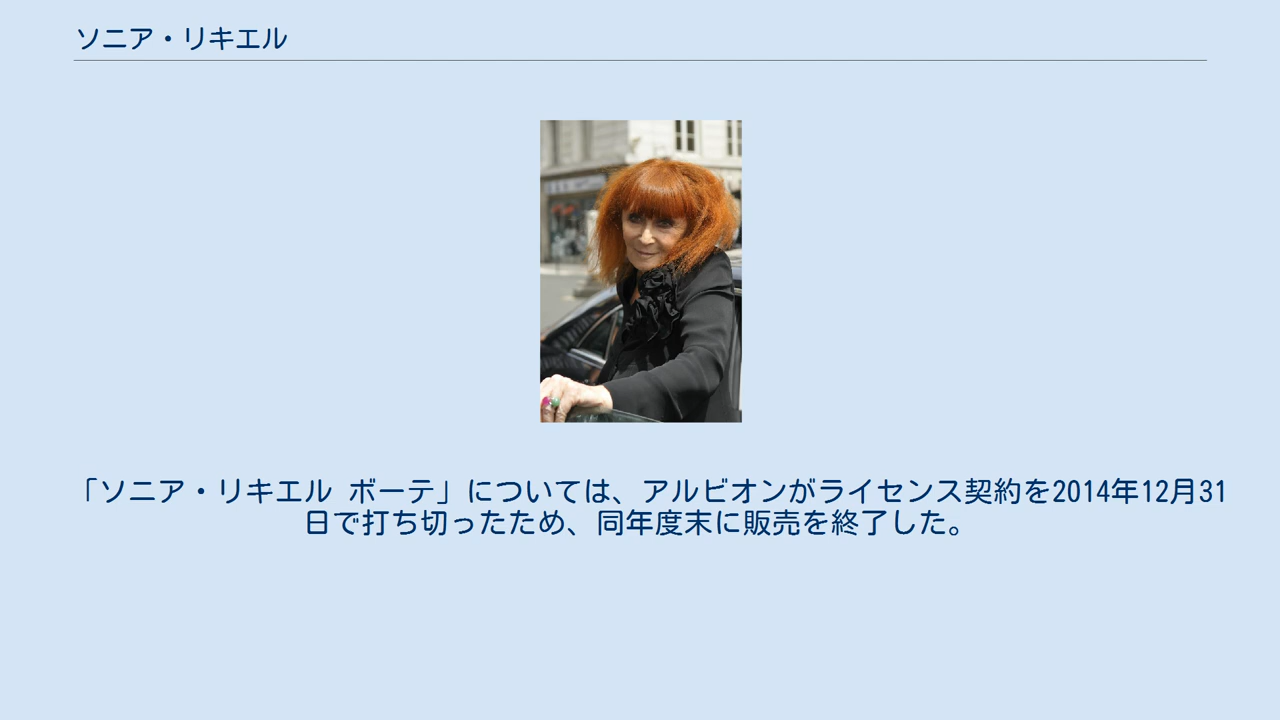 ソニア・リキエル
「ソニア・リキエル ボーテ」については、アルビオンがライセンス契約を2014年12月31
日で打ち切ったため、同年度末に販売を終了した。